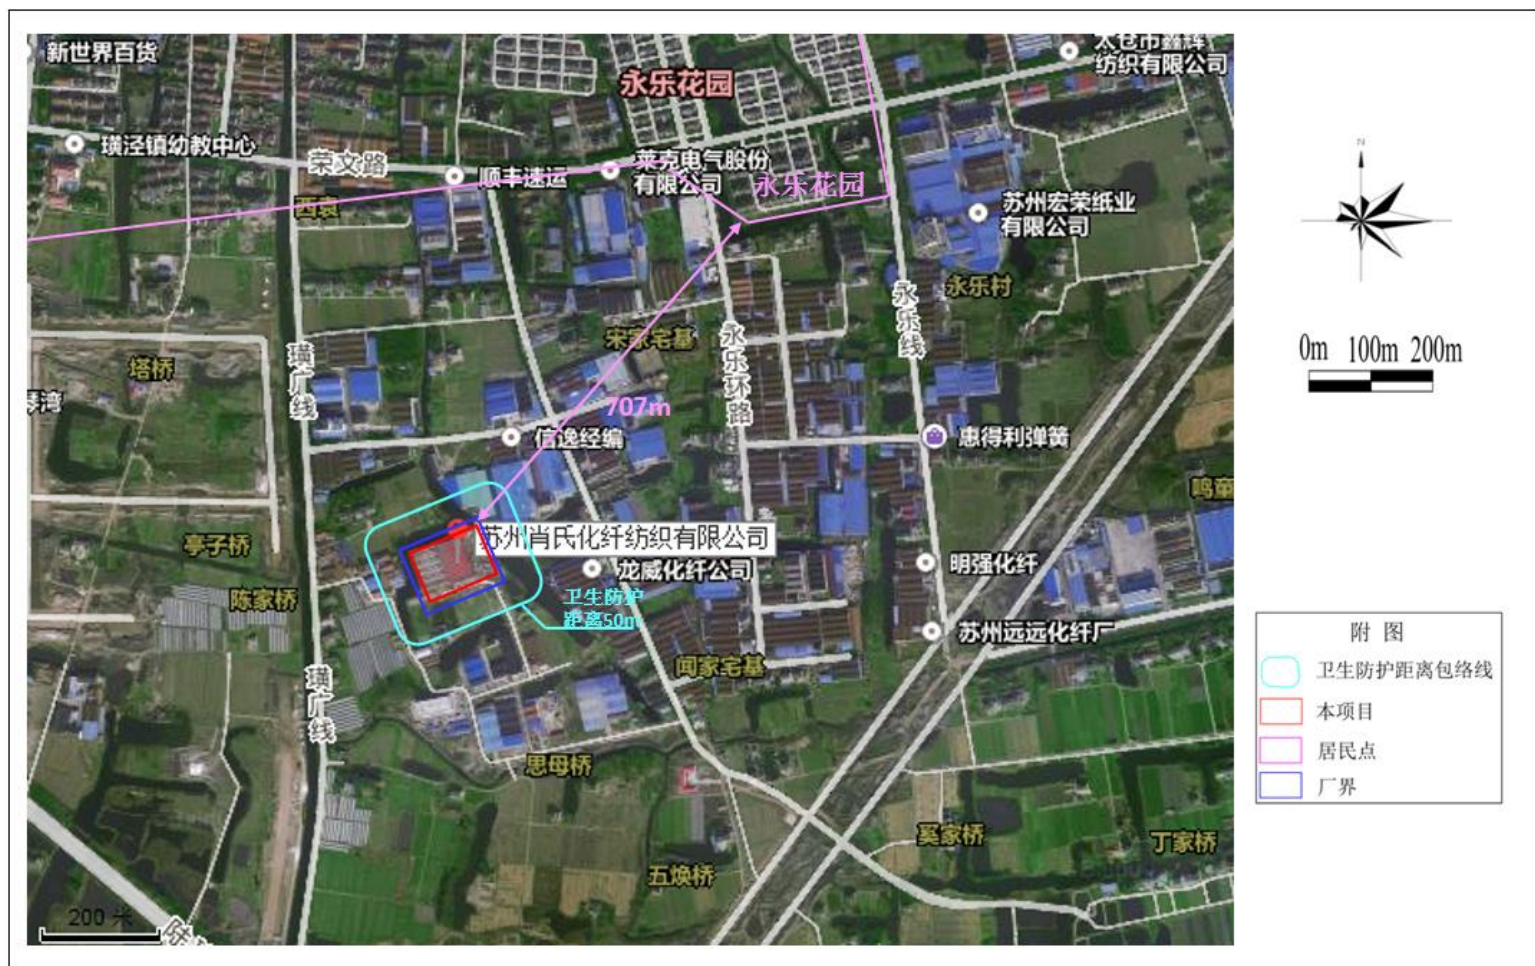 新世界百货
太仓市鑫辉
纺织有限公司
永乐花园
璜泾镇幼教中心
荣文路
顺丰速运
莱克电气股份
有限公司
永乐花园
西袁
苏州宏荣纸业
有限公司
N
永乐村
永乐线
宋家宅基
永乐环路
璜广线
塔桥
琴湾
707m
信逸经编
惠得利弹簧
鸣童
0m 100m 200m
苏州肖氏化纤纺织有限公司
亭子桥
龙威化纤公司
明强化纤
陈家桥
卫生防护
距离50m
苏州远远化纤厂
闻家宅基
璜广线
思母桥
奚家桥
丁家桥
五焕桥
200 米
附 图
卫生防护距离包络线
本项目
居民点
厂界